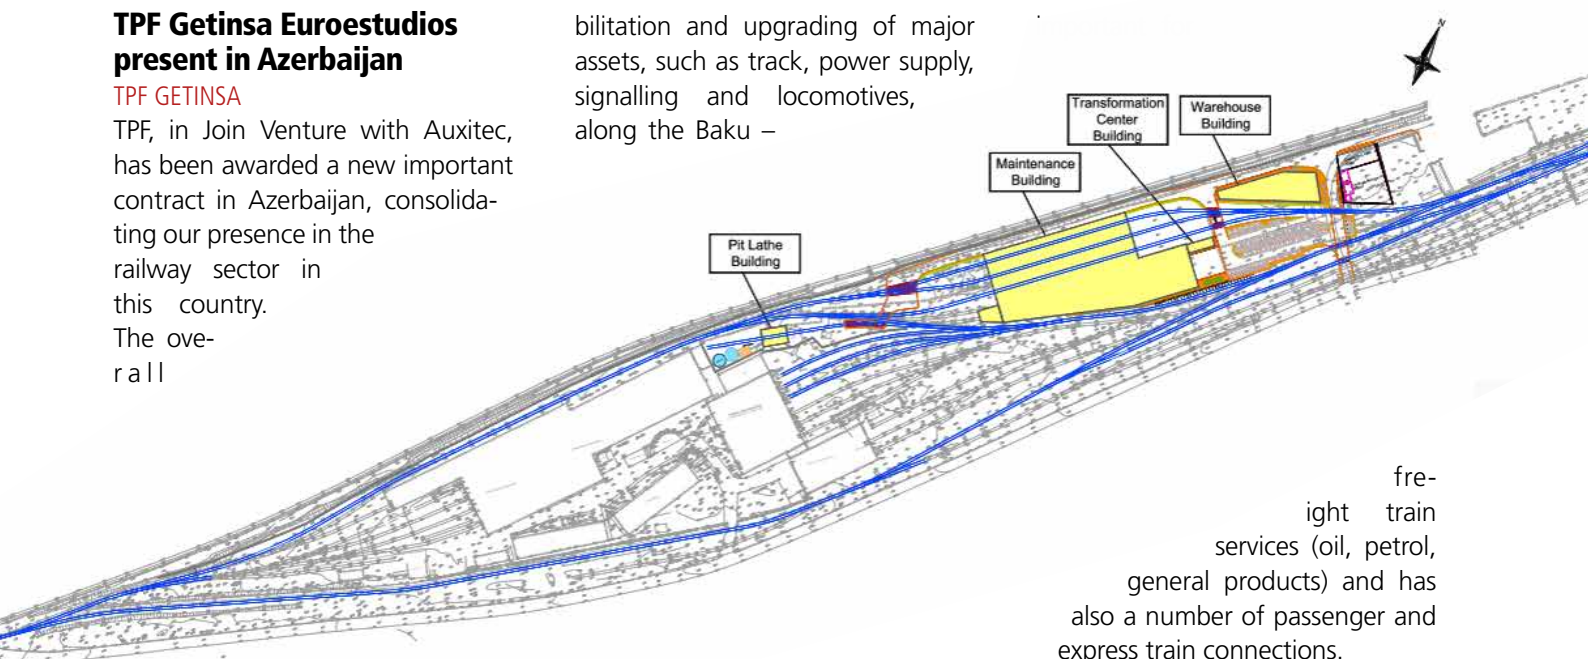 TPF Getinsa Euroestudios
present in Azerbaijan
TPF GETINSA
TPF, in Join Venture with Auxitec,
has been awarded a new important
contract in Azerbaijan, consolida-
ting our presence in the
railway sector in
this country.
The ove-
rall
bilitation and upgrading of major
assets, such as track, power supply,
signalling and locomotives,
along the Baku –
N
Transformation
Center
Building
Warehouse
Building
Maintenance
Building
Pit Lathe
Building
fre-
ight train
services (oil, petrol,
general products) and has
also a number of passenger and
express train connections.